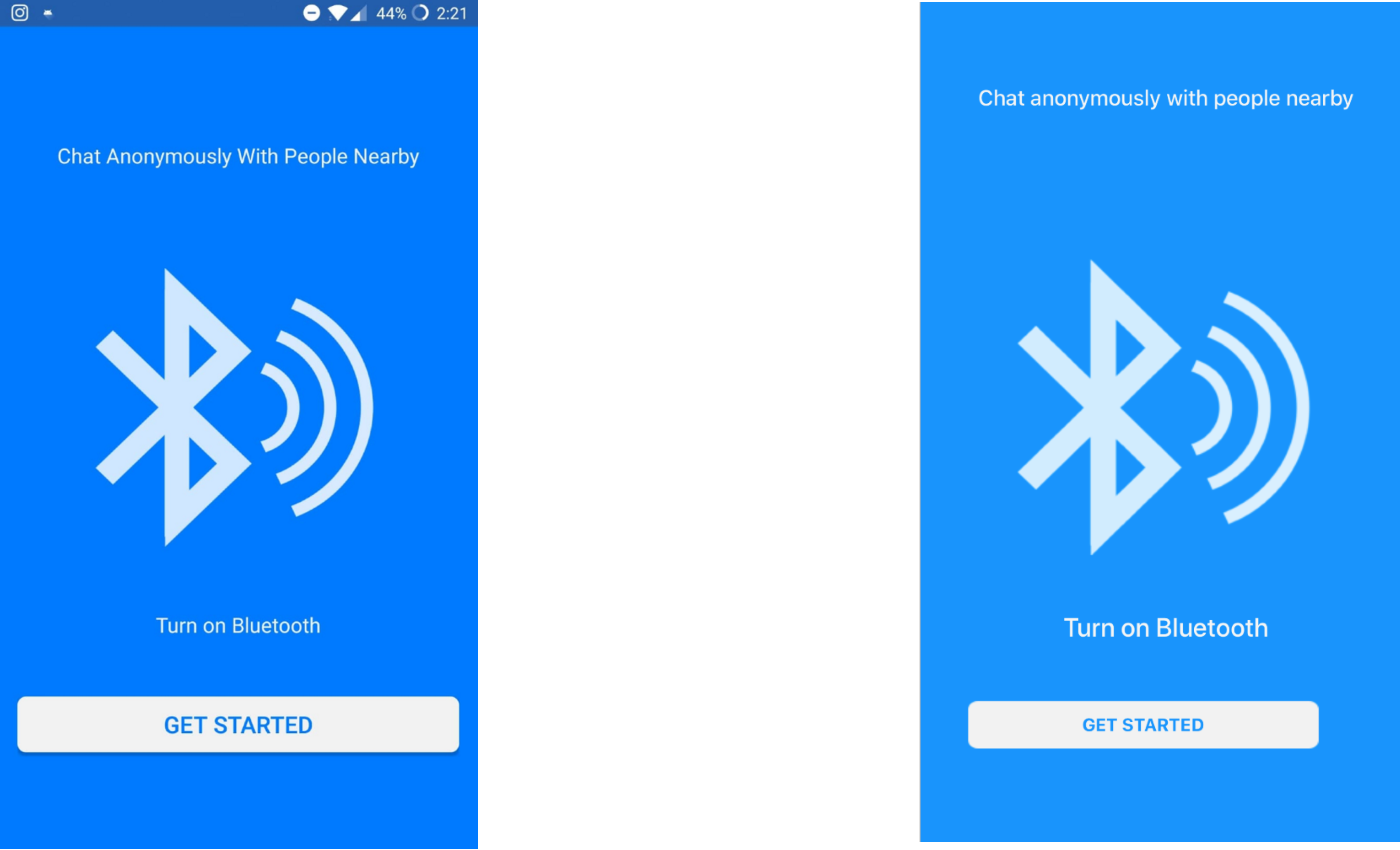 44% 2:21
Chat Anonymously With People Nearby
Turn on Bluetooth
GET STARTED
Chat anonymously with people nearby
Turn on Bluetooth
GET STARTED